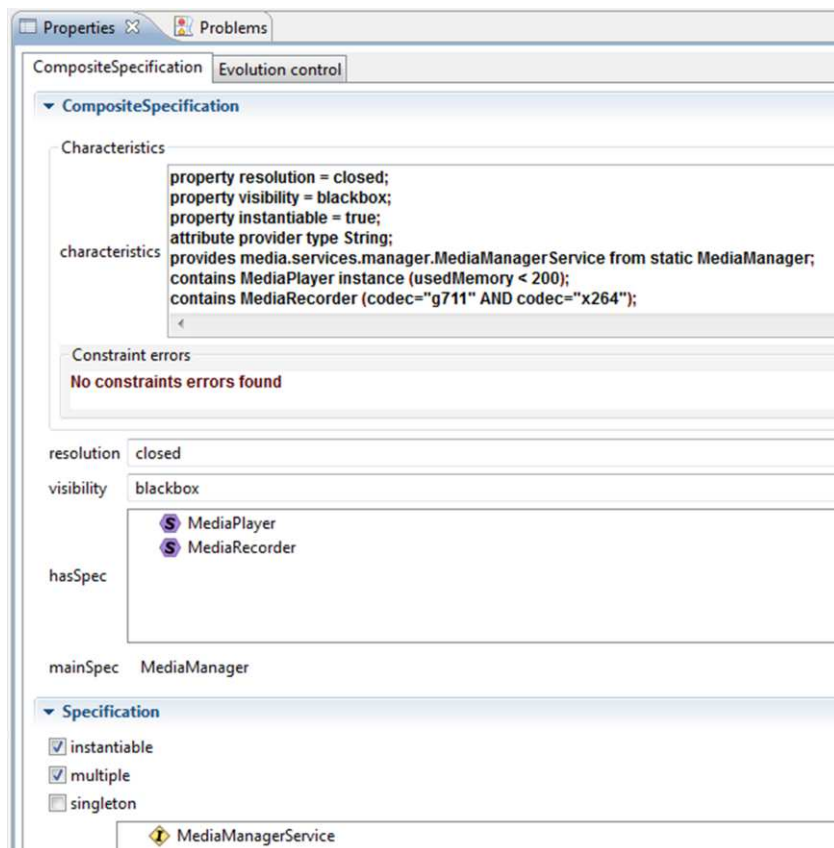 Properties Problems
CompositeSpecification Evolution control
CompositeSpecification
Characteristics
characteristics
property resolution = closed;
property visibility = blackbox;
property instantiable = true;
attribute provider type String;
provides media.services.manager.MediaManagerService from static MediaManager;
contains MediaPlayer instance (usedMemory < 200);
contains MediaRecorder (codec="g711" AND codec="x264");
Constraint errors
No constraints errors found
resolution closed
visibility blackbox
hasSpec
S MediaPlayer
S MediaRecorder
mainSpec MediaManager
Specification
instantiable
multiple
singleton
I MediaManagerService